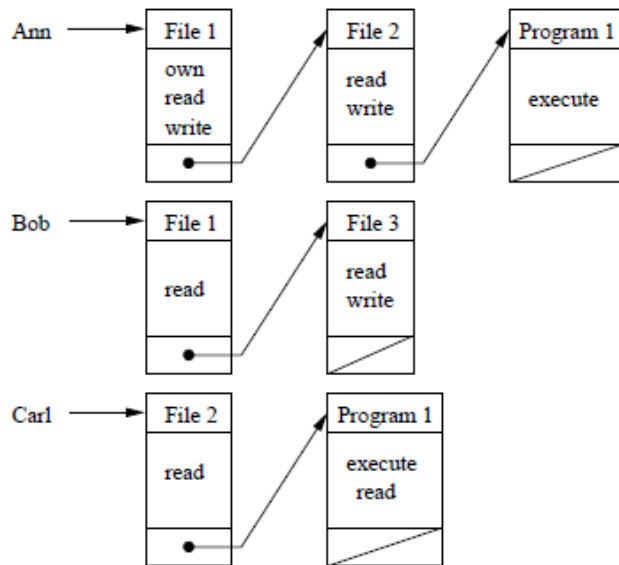 Ann File 1 File 2 Program 1
own
read
write
read
write
execute
Bob File 1 File 3
read
read
write
Carl File 2 Program 1
read
execute
read